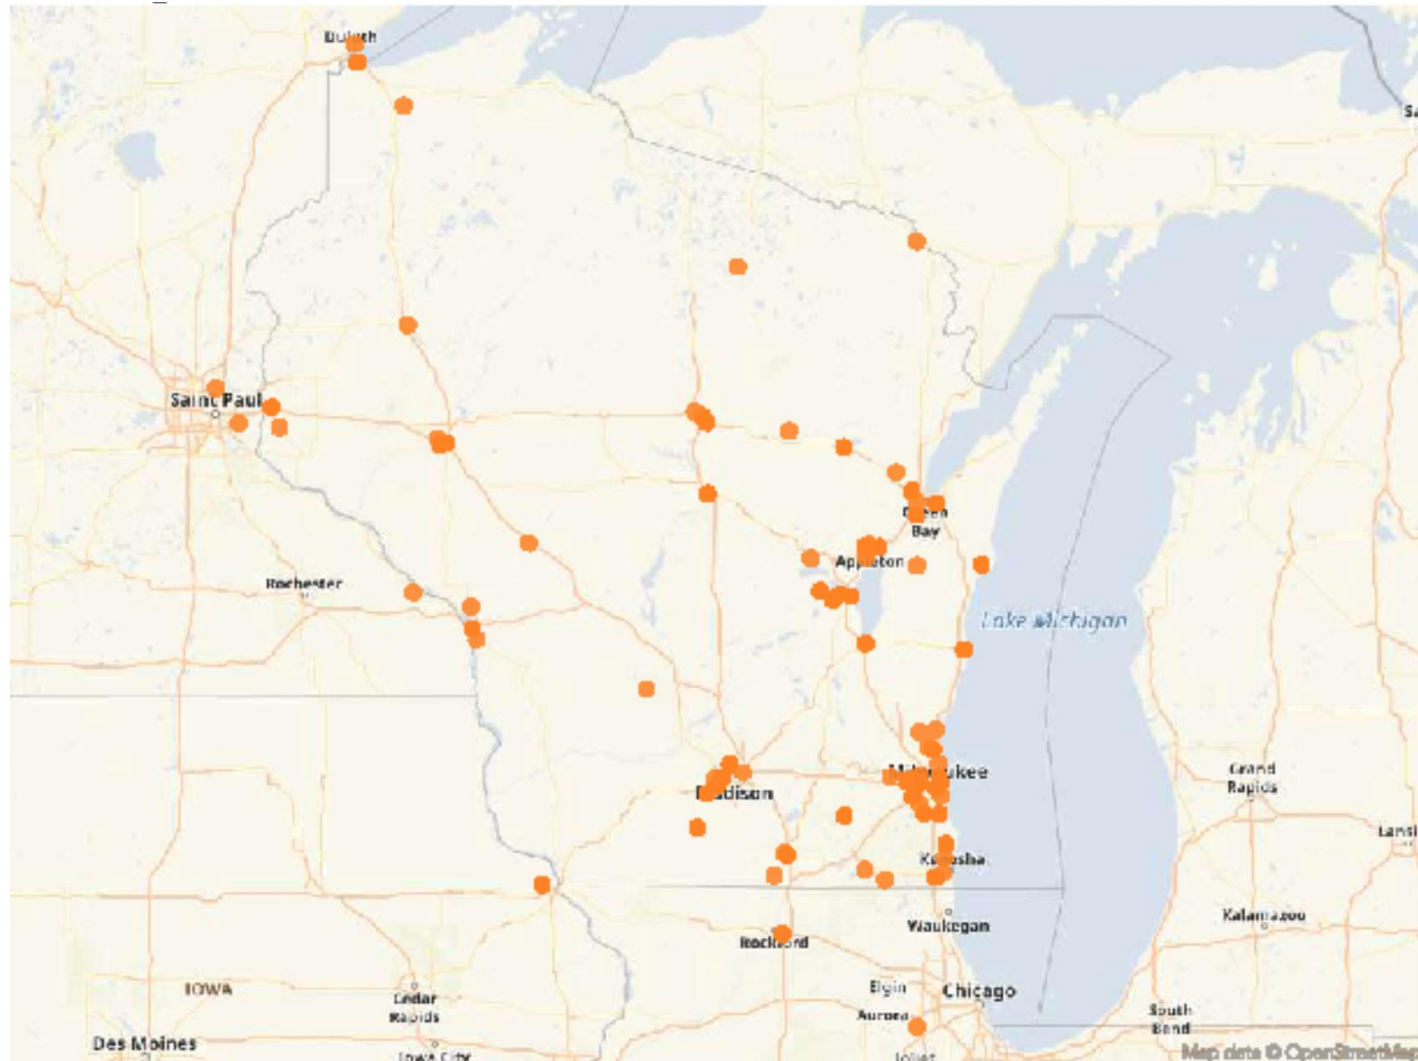 Duluth
Saint Paul
Green
Bay
Appleton
Rochester
Lake Michigan
Milwaukee
Madison
Grand
Rapids
Lansi
Kenosha
Waukegan
Kalamazoo
Rockford
IOWA
Cedar
Rapids
Elgin
Chicago
Aurora
South
Bend
Des Moines
Iowa City
Joliet
Map data © OpenStreetMap